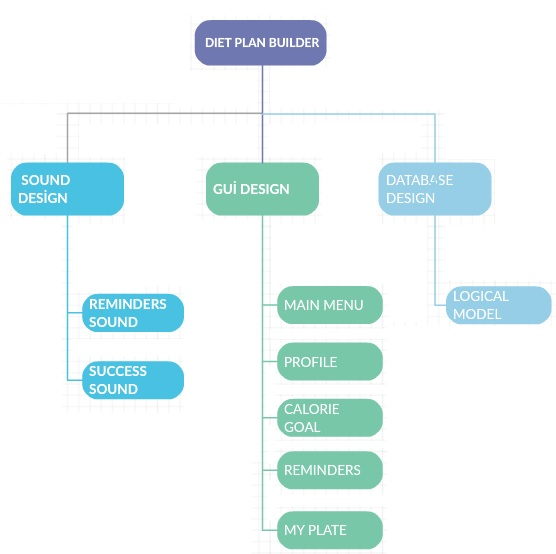 DIET PLAN BUILDER
SOUND
DESİGN
GUİ DESIGN
DATABASE
DESIGN
REMINDERS
SOUND
SUCCESS
SOUND
MAIN MENU
PROFILE
CALORIE
GOAL
REMINDERS
MY PLATE
LOGICAL
MODEL